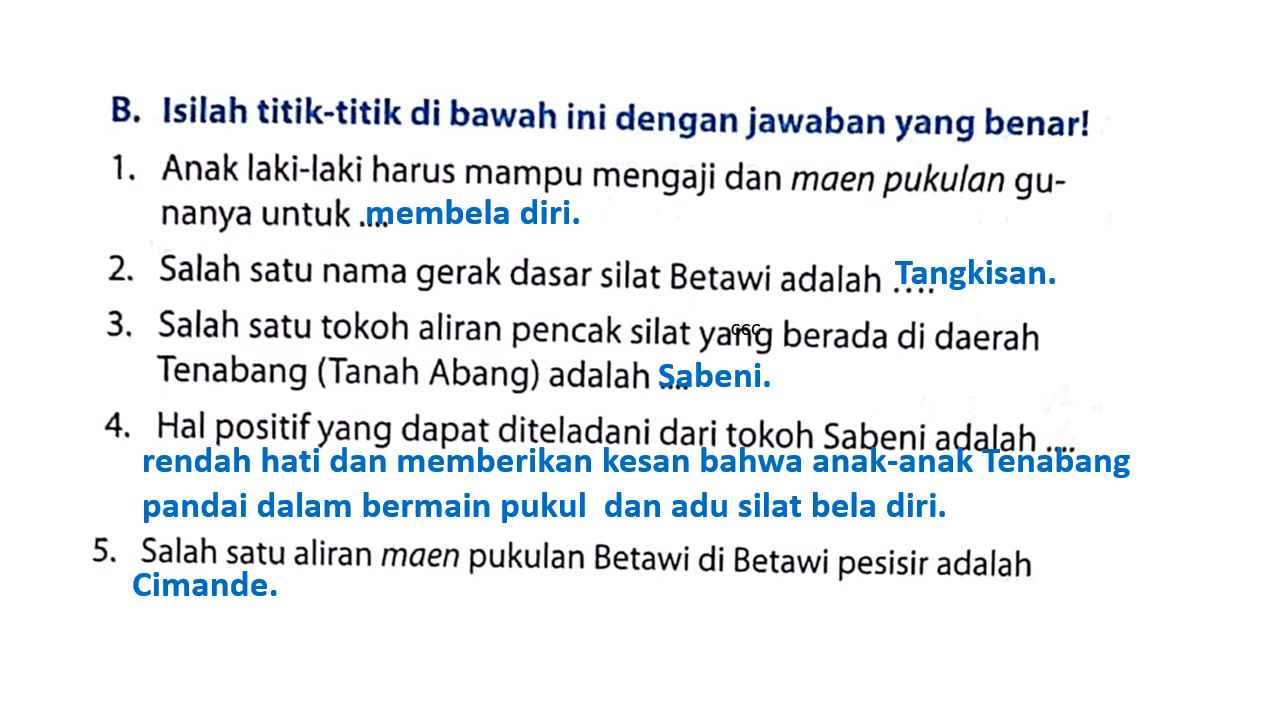 B. Isilah titik-titik di bawah ini dengan jawaban yang benar!
1. Anak laki-laki harus mampu mengaji dan maen pukulan gu-
nanya untuk .... membela diri.
2. Salah satu nama gerak dasar silat Betawi adalah .... Tangkisan.
3. Salah satu tokoh aliran pencak silat yang berada di daerah
ccc
Tenabang (Tanah Abang) adalah .... Sabeni.
4. Hal positif yang dapat diteladani dari tokoh Sabeni adalah ....
rendah hati dan memberikan kesan bahwa anak-anak Tenabang
pandai dalam bermain pukul dan adu silat bela diri.
5. Salah satu aliran maen pukulan Betawi di Betawi pesisir adalah
Cimande.